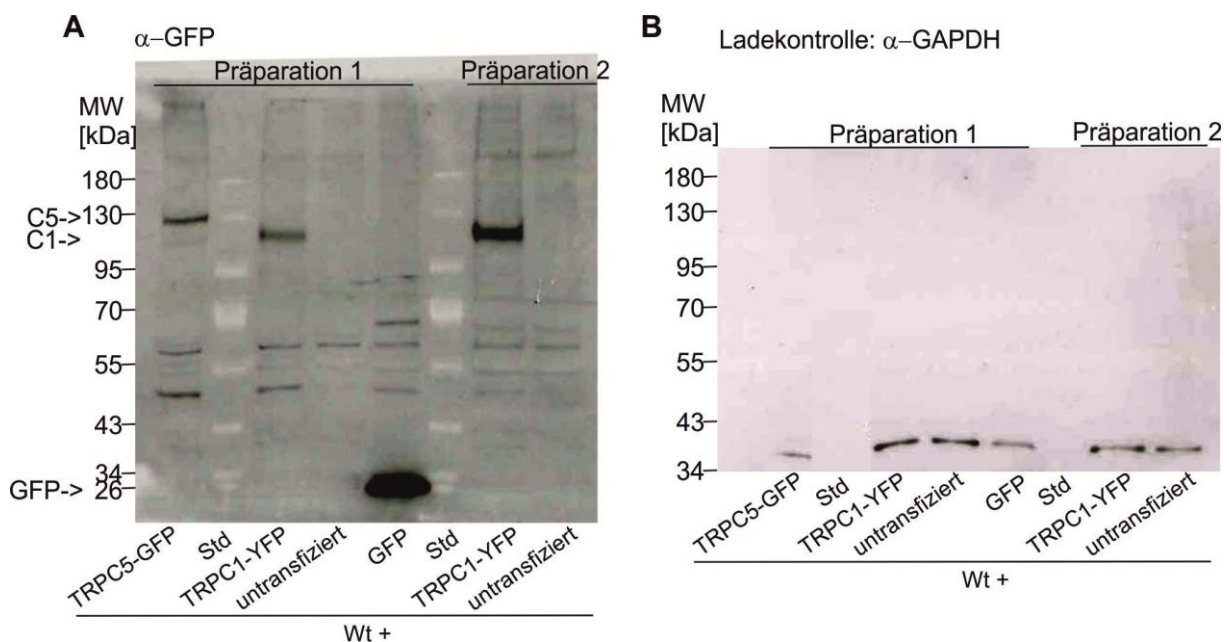 A
α–GFP
Präparation 1
Präparation 2
MW
[kDa]
180
C5->
130
C1->
95
70
55
43
34
GFP->
26
TRPC5-GFP
Std
TRPC1-YFP
untransfiziert
GFP
Std
TRPC1-YFP
untransfiziert
Wt +
B
Ladekontrolle: α–GAPDH
MW
[kDa]
Präparation 1
Präparation 2
180
130
95
70
55
43
34
TRPC5-GFP
Std
TRPC1-YFP
untransfiziert
GFP
Std
TRPC1-YFP
untransfiziert
Wt +